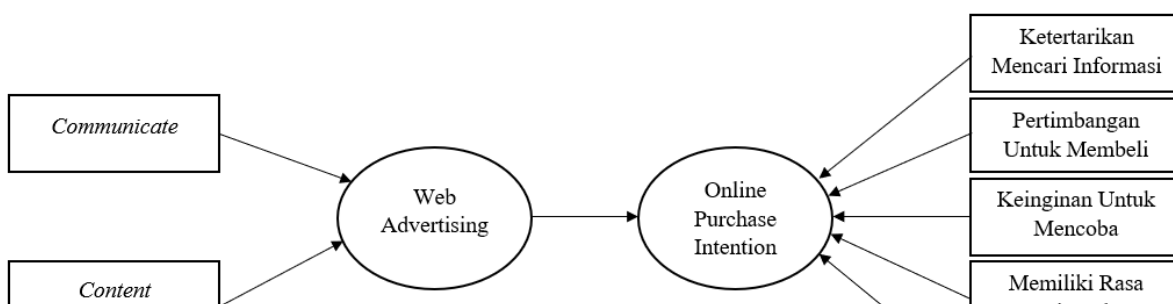 Communicate
Content
Web
Advertising
Online
Purchase
Intention
Ketertarikan
Mencari Informasi
Pertimbangan
Untuk Membeli
Keinginan Untuk
Mencoba
Memiliki Rasa